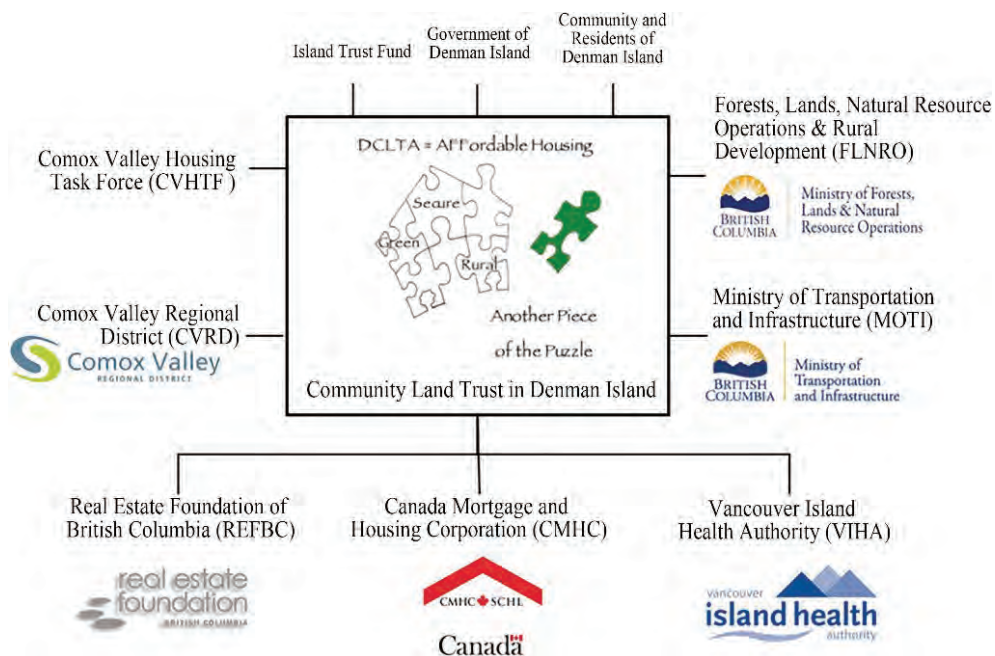 Island Trust Fund
Government of
Denman Island
Community and
Residents of
Denman Island
Comox Valley Housing
Task Force (CVHTF )
Comox Valley Regional
District (CVRD)
Comox Valley
REGIONAL DISTRICT
DCLTA = AFFordable Housing
Secure
Green
Rural
Another Piece
of the Puzzle
Community Land Trust in Denman Island
Forests, Lands, Natural Resource
Operations & Rural
Development (FLNRO)
BRITISH
COLUMBIA
Ministry of Forests,
Lands & Natural
Resource Operations
Ministry of Transportation
and Infrastructure (MOTI)
BRITISH
COLUMBIA
Ministry of
Transportation
and Infrastructure
Real Estate Foundation of
British Columbia (REFBC)
real estate
foundation
BRITISH COLUMBIA
Canada Mortgage and
Housing Corporation (CMHC)
CMHC SCHL
Canada
Vancouver Island
Health Authority (VIHA)
vancouver
island health
authority